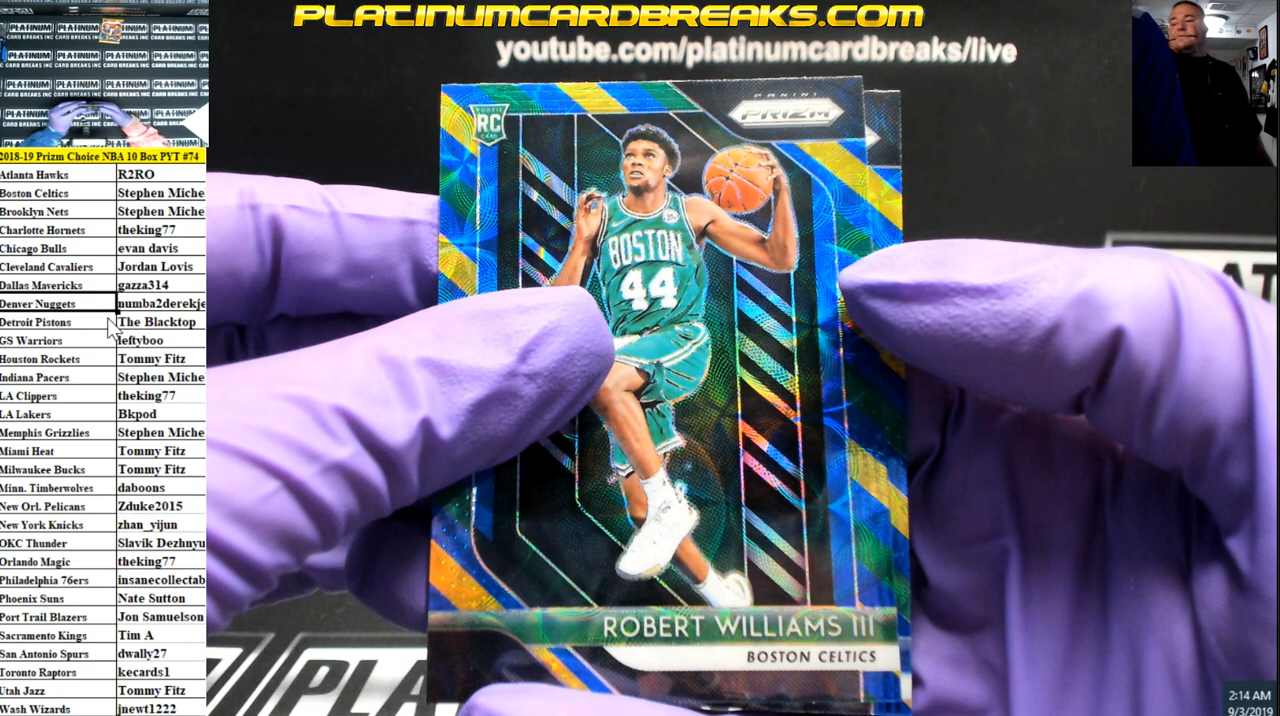 PLATINUMCARDBREAKS.COM
youtube.com/platinumcardbreaks/live
PLATINUM
CARD BREAKS INC
2018-19 Prizm Choice NBA 10 Box PYT #74
Atlanta Hawks R2RO
Boston Celtics Stephen Miche
Brooklyn Nets Stephen Miche
Charlotte Hornets theking77
Chicago Bulls evan davis
Cleveland Cavaliers Jordan Lovis
Dallas Mavericks gazza314
Denver Nuggets numba2derekje
Detroit Pistons The Blacktop
GS Warriors leftyboo
Houston Rockets Tommy Fitz
Indiana Pacers Stephen Miche
LA Clippers theking77
LA Lakers Bkpod
Memphis Grizzlies Stephen Miche
Miami Heat Tommy Fitz
Milwaukee Bucks Tommy Fitz
Minn. Timberwolves daboons
New Orl. Pelicans Zduke2015
New York Knicks zhan_yijun
OKC Thunder Slavik Dezhnyu
Orlando Magic theking77
Philadelphia 76ers insanecollectab
Phoenix Suns Nate Sutton
Port Trail Blazers Jon Samuelson
Sacramento Kings Tim A
San Antonio Spurs dwally27
Toronto Raptors kecards1
Utah Jazz Tommy Fitz
Wash Wizards jnewt1222
ROOKIE
RC
CARD
PANINI
PRIZM
BOSTON
44
ROBERT WILLIAMS III
BOSTON CELTICS
PLA
2:14 AM
9/3/2019